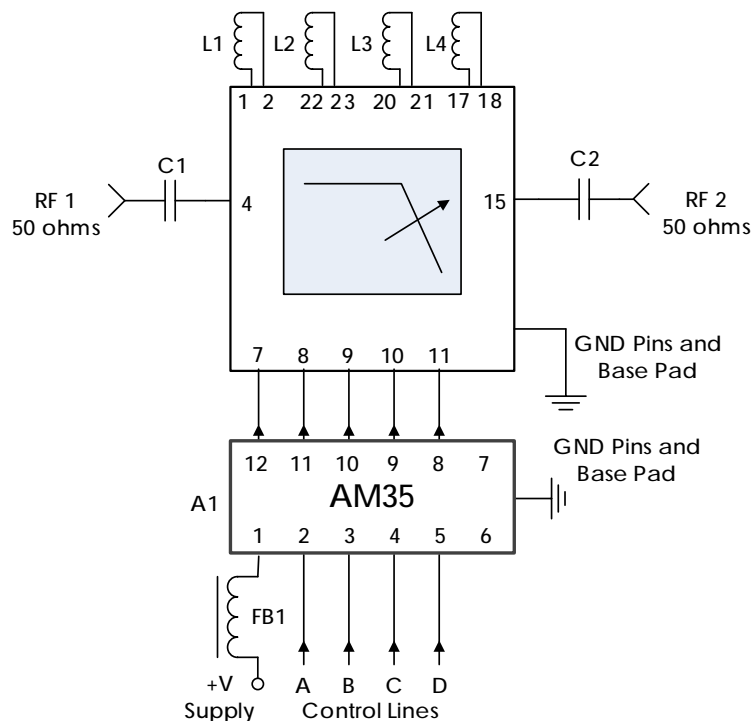 L1 L2 L3 L4
1 2 22 23 20 21 17 18
C1 C2
RF 1
50 ohms
4 15
RF 2
50 ohms
7 8 9 10 11
GND Pins and
Base Pad
12 11 10 9 8 7
GND Pins and
Base Pad
A1
AM35
1 2 3 4 5 6
FB1
+V
Supply
A B C D
Control Lines